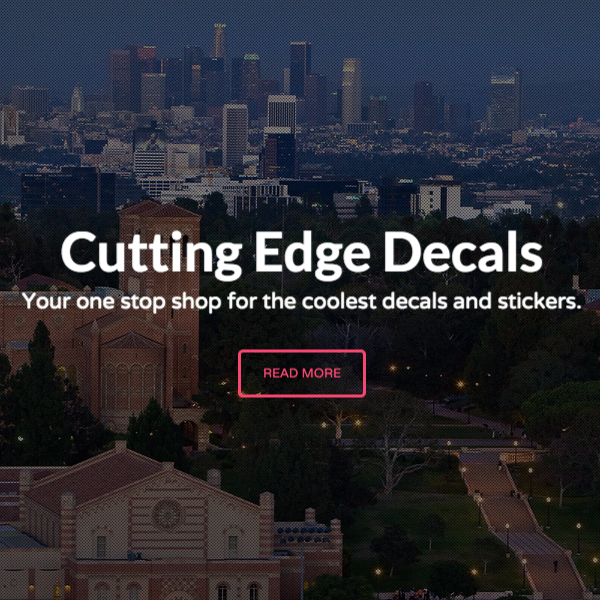 Cutting Edge Decals
Your one stop shop for the coolest decals and stickers.
READ MORE